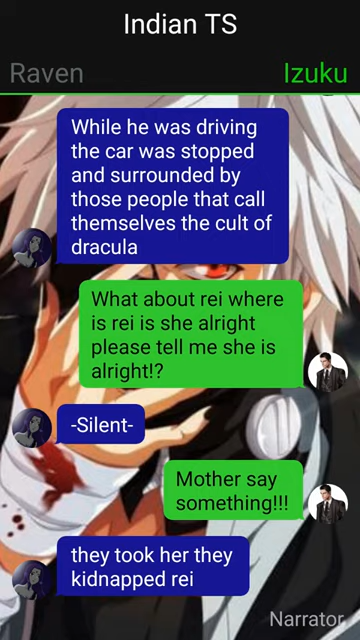 Indian TS
Raven Izuku
While he was driving
the car was stopped
and surrounded by
those people that call
themselves the cult of
dracula
What about rei where
is rei is she alright
please tell me she is
alright!?
-Silent-
Mother say
something!!!
they took her they
kidnapped rei
Narrator